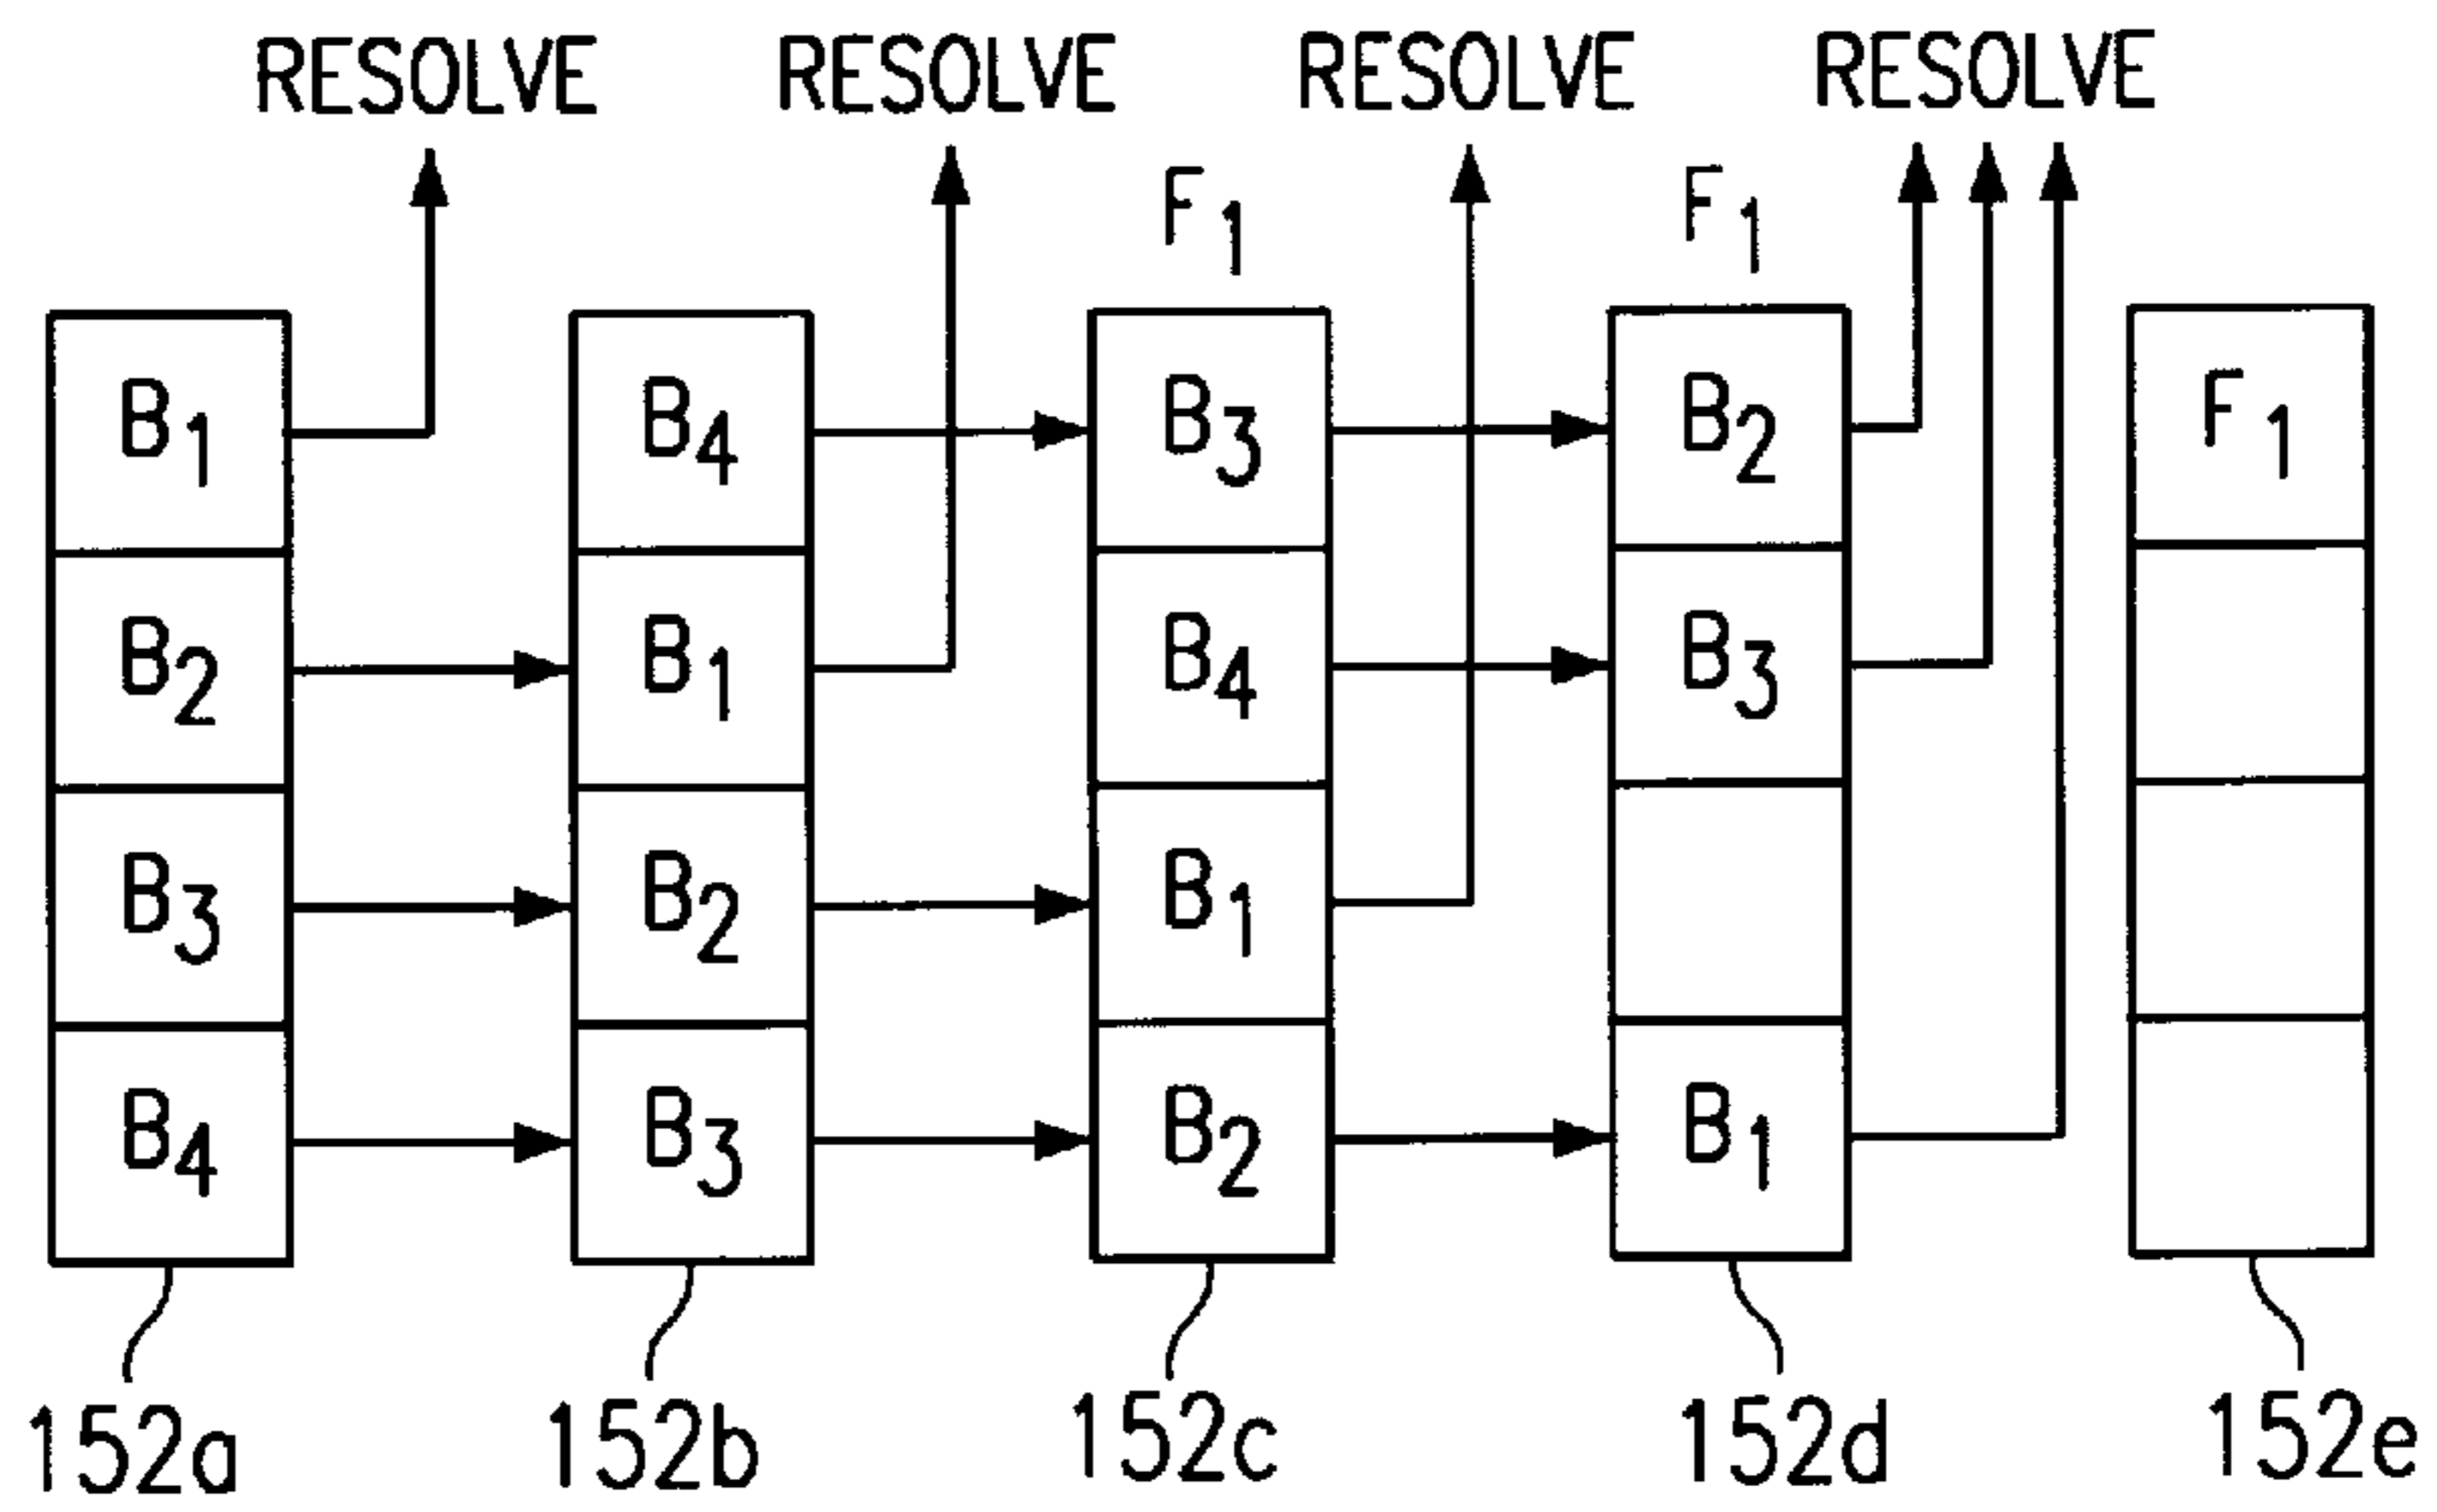 RESOLVE RESOLVE RESOLVE RESOLVE
F1 F1
B1 B4 B3 B2 F1
B2 B1 B4 B3
B3 B2 B1
B4 B3 B2 B1
152a 152b 152c 152d 152e